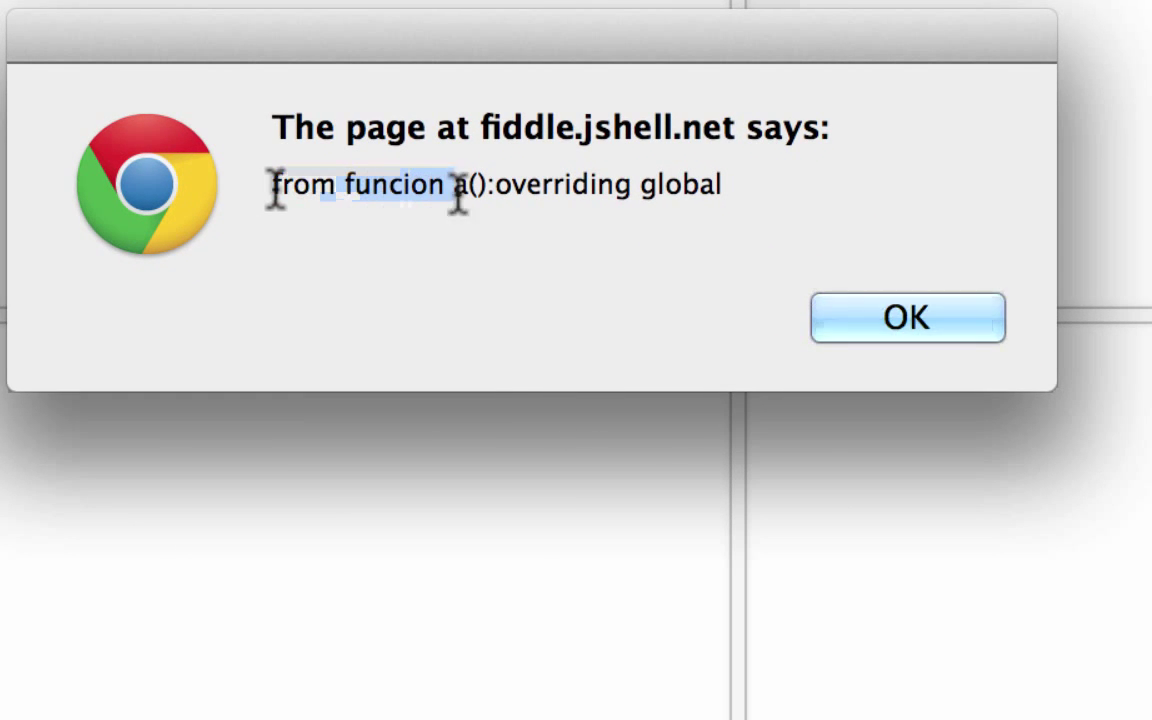 The page at fiddle.jshell.net says:
from funcion a():overriding global
OK